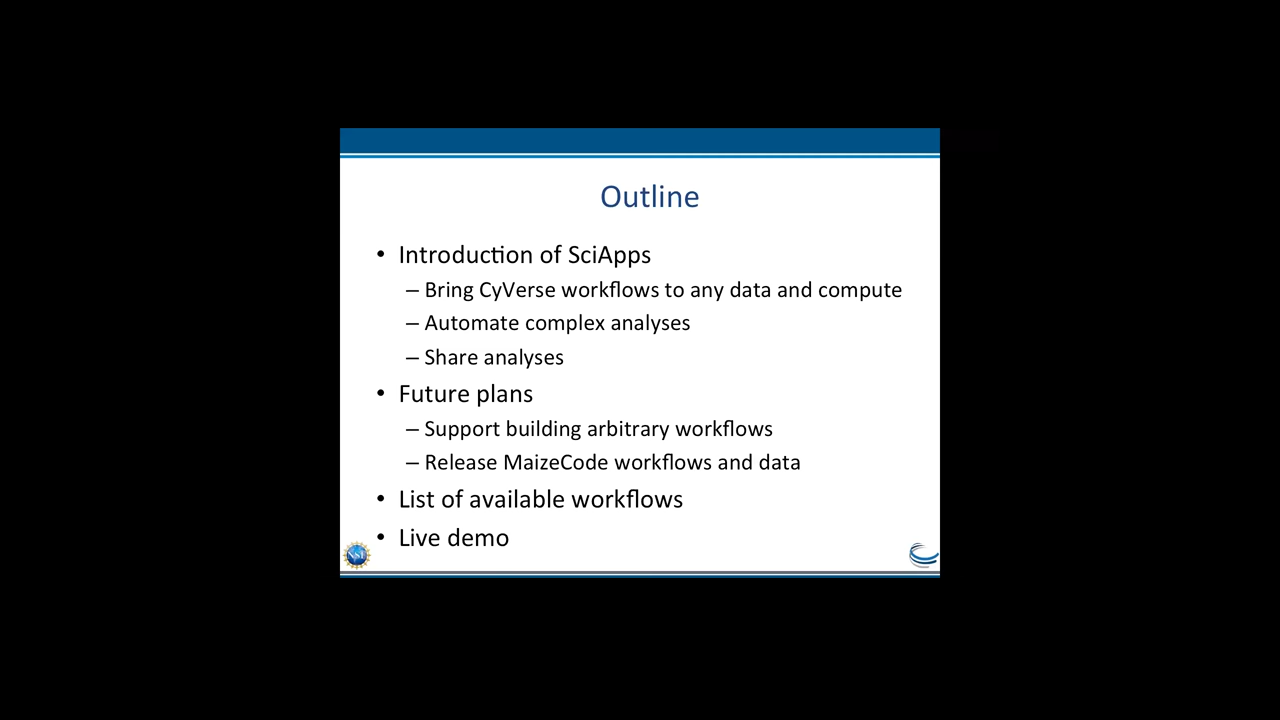 Outline
• Introduction of SciApps
– Bring CyVerse workflows to any data and compute
– Automate complex analyses
– Share analyses
• Future plans
– Support building arbitrary workflows
– Release MaizeCode workflows and data
• List of available workflows
• Live demo
NSF